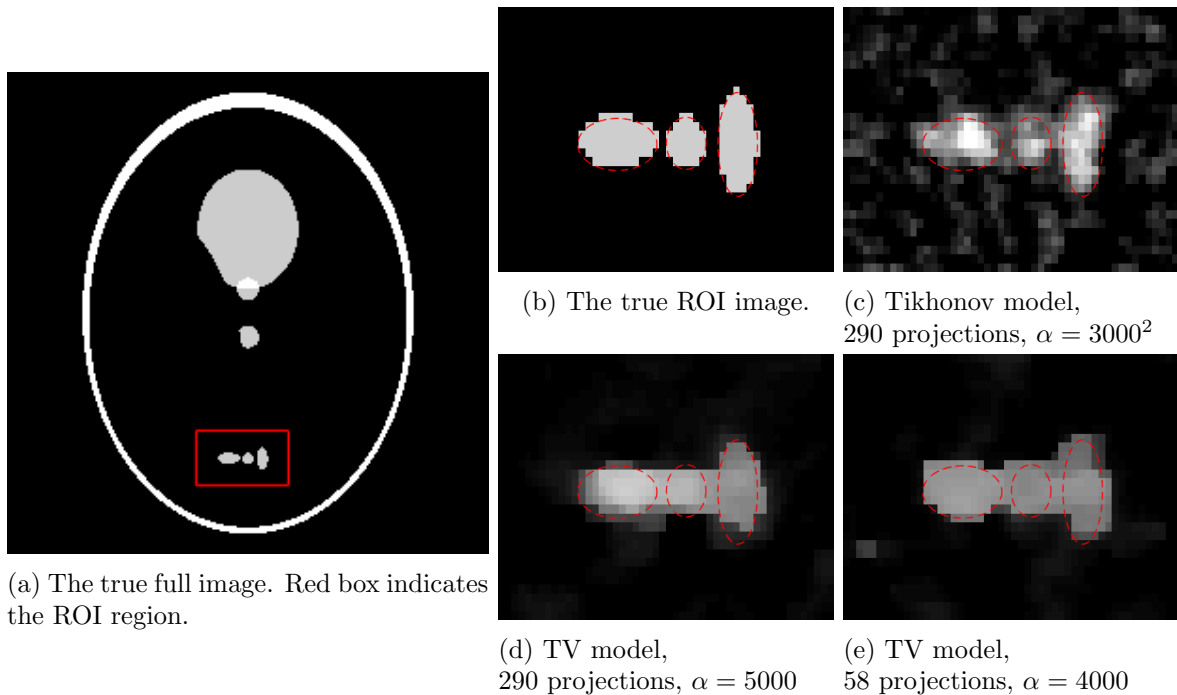 (a) The true full image. Red box indicates
the ROI region.
(b) The true ROI image.
(c) Tikhonov model,
290 projections, α = 3000²
(d) TV model,
290 projections, α = 5000
(e) TV model,
58 projections, α = 4000